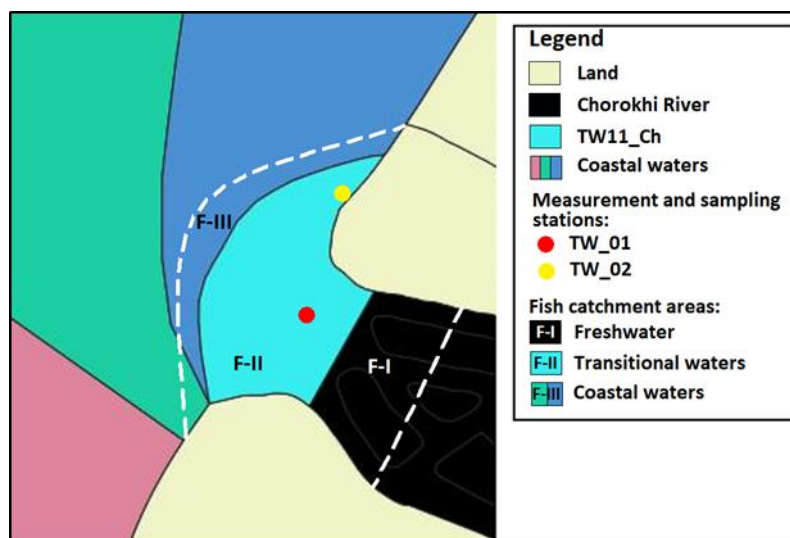 F-III
F-II
F-I
Legend
Land
Chorokhi River
TW11_Ch
Coastal waters
Measurement and sampling
stations:
TW_01
TW_02
Fish catchment areas:
F-I Freshwater
F-II Transitional waters
F-III Coastal waters